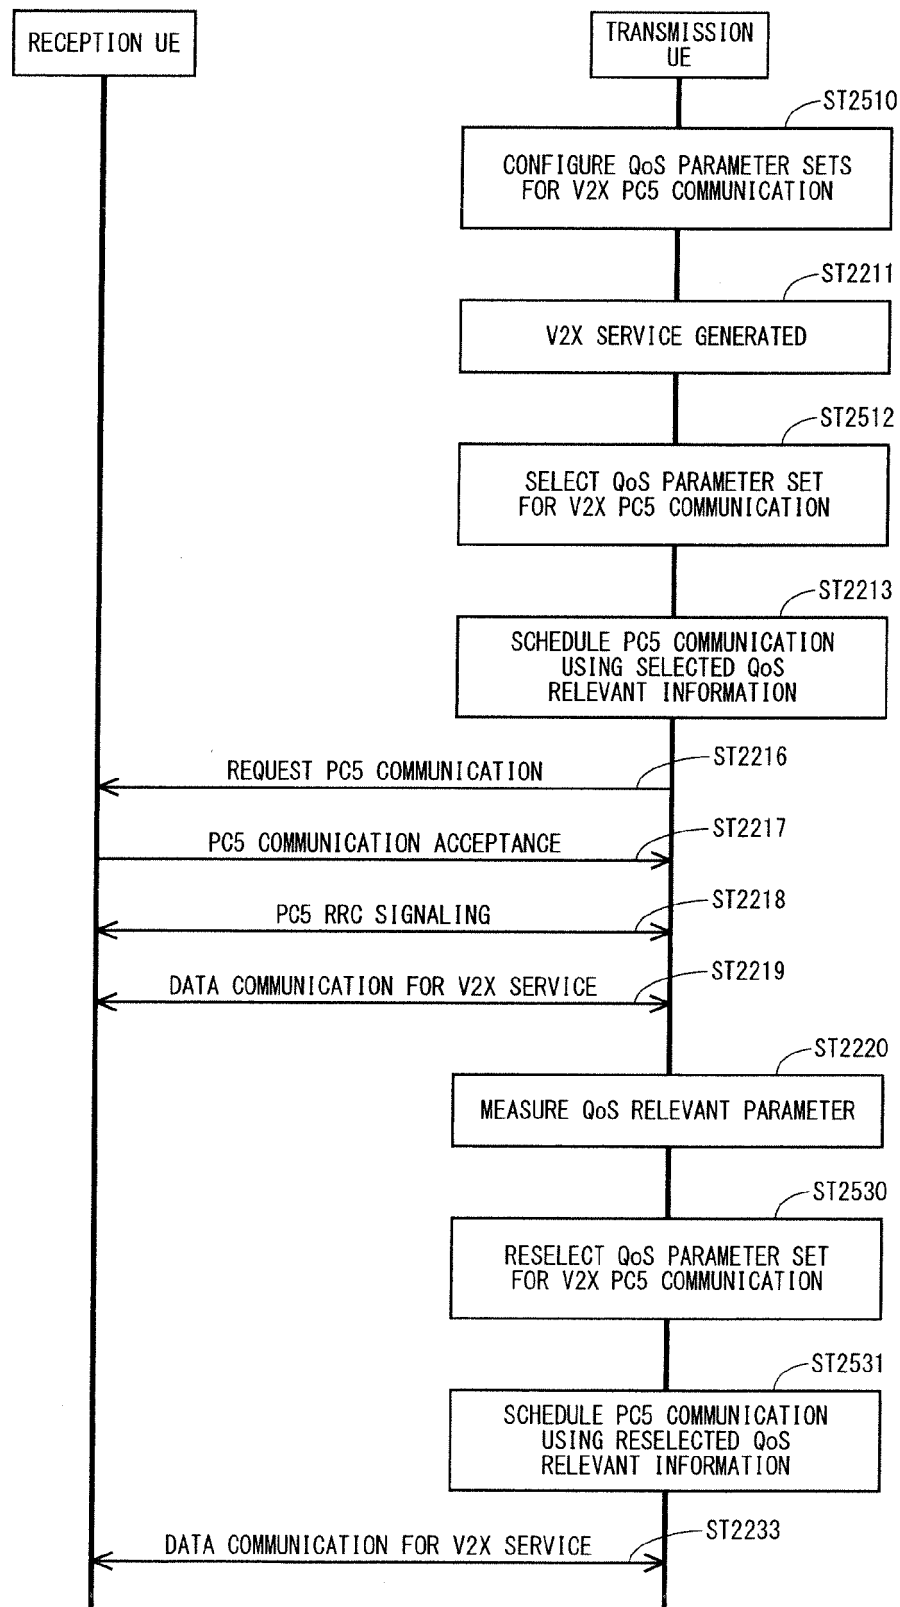 RECEPTION UE
TRANSMISSION
UE
ST2510
CONFIGURE QoS PARAMETER SETS
FOR V2X PC5 COMMUNICATION
ST2211
V2X SERVICE GENERATED
ST2512
SELECT QoS PARAMETER SET
FOR V2X PC5 COMMUNICATION
ST2213
SCHEDULE PC5 COMMUNICATION
USING SELECTED QoS
RELEVANT INFORMATION
REQUEST PC5 COMMUNICATION
ST2216
PC5 COMMUNICATION ACCEPTANCE
ST2217
PC5 RRC SIGNALING
ST2218
DATA COMMUNICATION FOR V2X SERVICE
ST2219
ST2220
MEASURE QoS RELEVANT PARAMETER
ST2530
RESELECT QoS PARAMETER SET
FOR V2X PC5 COMMUNICATION
ST2531
SCHEDULE PC5 COMMUNICATION
USING RESELECTED QoS
RELEVANT INFORMATION
DATA COMMUNICATION FOR V2X SERVICE
ST2233